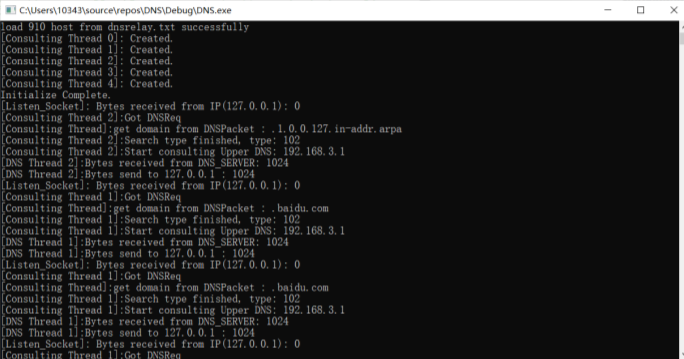 C:\Users\10343\source\repos\DNS\Debug\DNS.exe
load 910 host from dnsrelay.txt successfully
[Consulting Thread 0]: Created.
[Consulting Thread 1]: Created.
[Consulting Thread 2]: Created.
[Consulting Thread 3]: Created.
[Consulting Thread 4]: Created.
Initialize Complete.
[Listen_Socket]: Bytes received from IP(127.0.0.1): 0
[Consulting Thread 2]:Got DNSReq
[Consulting Thread]:get domain from DNSPacket : .1.0.0.127.in-addr.arpa
[Consulting Thread 2]:Search type finished, type: 102
[Consulting Thread 2]:Start consulting Upper DNS: 192.168.3.1
[DNS Thread 2]:Bytes received from DNS_SERVER: 1024
[DNS Thread 2]:Bytes send to 127.0.0.1 : 1024
[Listen_Socket]: Bytes received from IP(127.0.0.1): 0
[Consulting Thread 1]:Got DNSReq
[Consulting Thread]:get domain from DNSPacket : .baidu.com
[Consulting Thread 1]:Search type finished, type: 102
[Consulting Thread 1]:Start consulting Upper DNS: 192.168.3.1
[DNS Thread 1]:Bytes received from DNS_SERVER: 1024
[DNS Thread 1]:Bytes send to 127.0.0.1 : 1024
[Listen_Socket]: Bytes received from IP(127.0.0.1): 0
[Consulting Thread 1]:Got DNSReq
[Consulting Thread]:get domain from DNSPacket : .baidu.com
[Consulting Thread 1]:Search type finished, type: 102
[Consulting Thread 1]:Start consulting Upper DNS: 192.168.3.1
[DNS Thread 1]:Bytes received from DNS_SERVER: 1024
[DNS Thread 1]:Bytes send to 127.0.0.1 : 1024
[Listen_Socket]: Bytes received from IP(127.0.0.1): 0
[Consulting Thread 1]:Got DNSReq